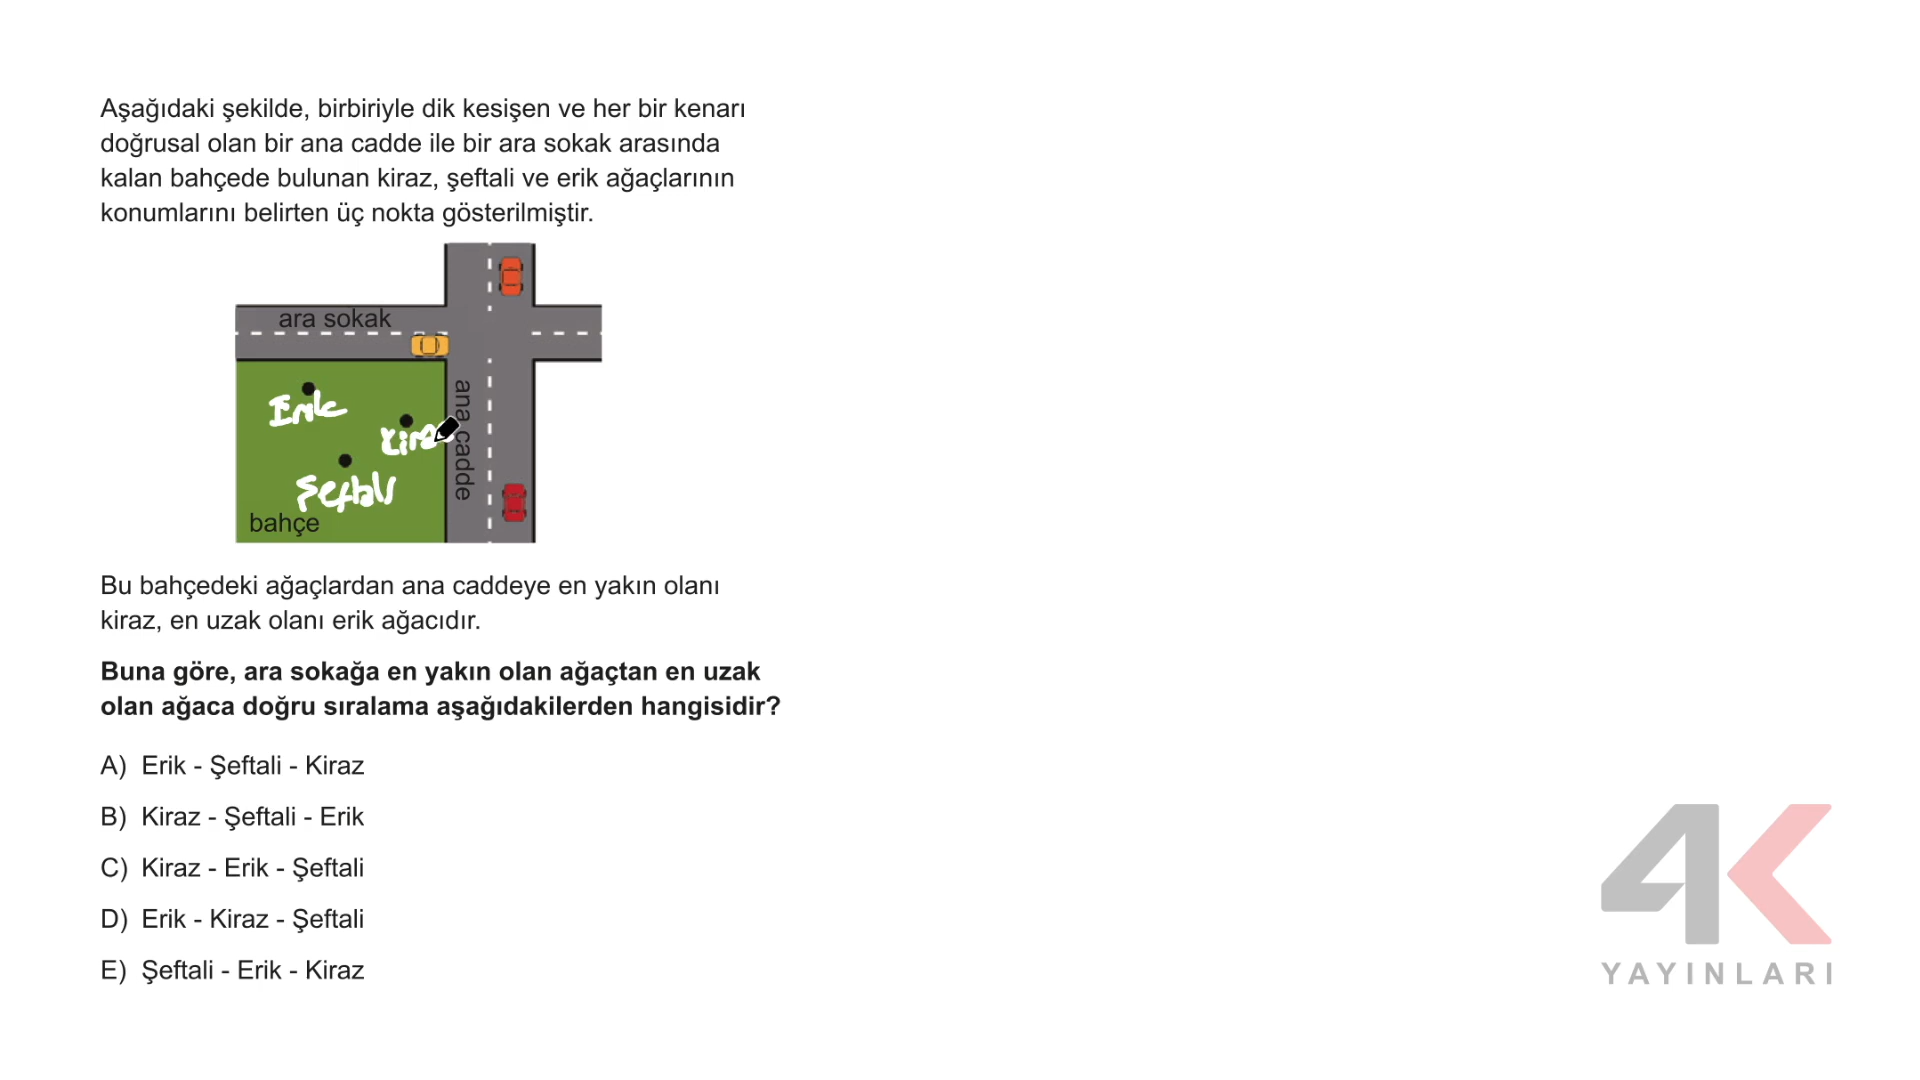 Aşağıdaki şekilde, birbiriyle dik kesişen ve her bir kenarı
doğrusal olan bir ana cadde ile bir ara sokak arasında
kalan bahçede bulunan kiraz, şeftali ve erik ağaçlarının
konumlarını belirten üç nokta gösterilmiştir.
ara sokak
ana cadde
Erik
Kiraz
Şeftali
bahçe
Bu bahçedeki ağaçlardan ana caddeye en yakın olanı
kiraz, en uzak olanı erik ağacıdır.
Buna göre, ara sokağa en yakın olan ağaçtan en uzak
olan ağaca doğru sıralama aşağıdakilerden hangisidir?
A) Erik - Şeftali - Kiraz
B) Kiraz - Şeftali - Erik
C) Kiraz - Erik - Şeftali
D) Erik - Kiraz - Şeftali
E) Şeftali - Erik - Kiraz
4K
YAYINLARI